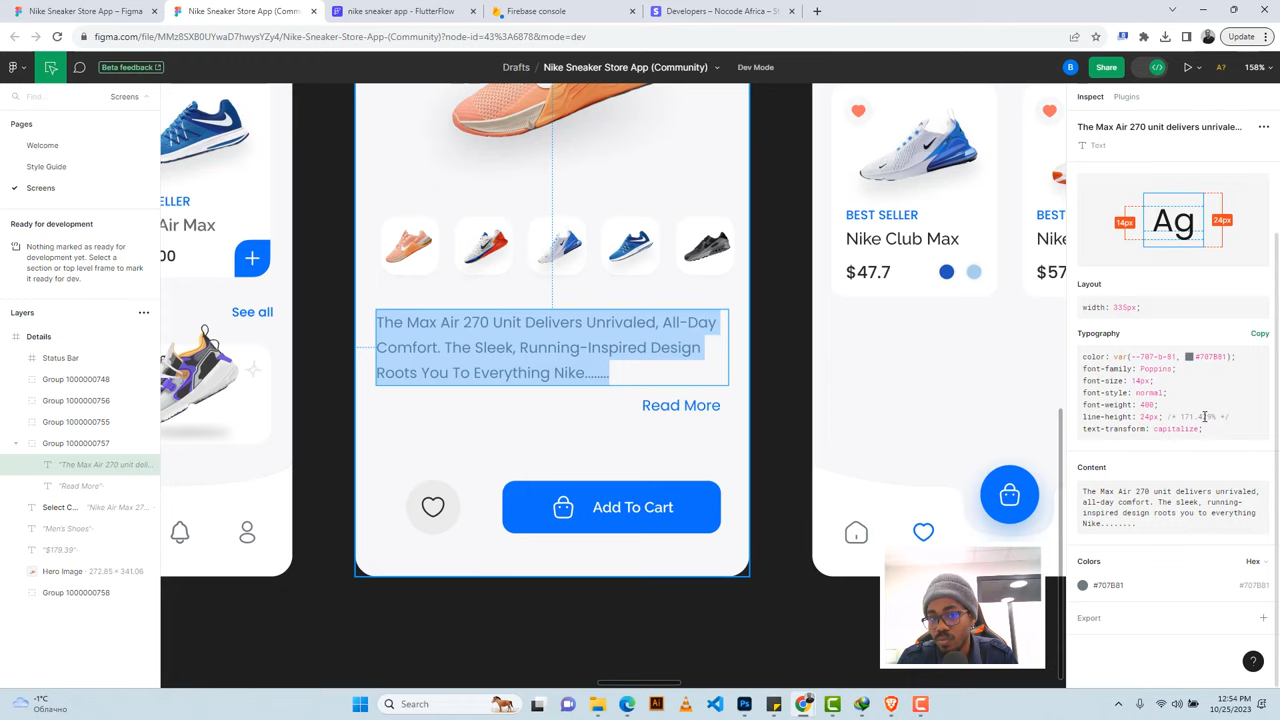 Nike Sneaker Store App - Figma
Nike Sneaker Store App (Comm
nike sneaker app - FlutterFlow
Firebase console
Developers – Nocode Africa – St
figma.com/file/MMz8SXB0UYwaD7hwysYZy4/Nike-Sneaker-Store-App-(Community)?node-id=43%3A6878&mode=dev
Update
Beta feedback
Drafts / Nike Sneaker Store App (Community)
Dev Mode
B
Share
A?
158%
Find...
Screens
Pages
Welcome
Style Guide
Screens
Ready for development
Nothing marked as ready for
development yet. Select a
section or top level frame to mark
it ready for dev.
Layers
Details
Status Bar
Group 1000000748
Group 1000000756
Group 1000000755
Group 1000000757
"The Max Air 270 unit deli...
"Read More"
Select C... "Nike Air Max 27...
"Men's Shoes"
"$179.39"
Hero Image 272.85 × 341.06
Group 1000000758
ELLER
Air Max
00
See all
The Max Air 270 Unit Delivers Unrivaled, All-Day
Comfort. The Sleek, Running-Inspired Design
Roots You To Everything Nike........
Read More
Add To Cart
BEST SELLER
Nike Club Max
$47.7
BEST
Nike
$57
Inspect
Plugins
The Max Air 270 unit delivers unrivale...
Text
14px
Ag
24px
Layout
width: 335px;
Typography
Copy
color: var(--707-b-81, #707B81);
font-family: Poppins;
font-size: 14px;
font-style: normal;
font-weight: 400;
line-height: 24px; /* 171.429% */
text-transform: capitalize;
Content
The Max Air 270 unit delivers unrivaled,
all-day comfort. The sleek, running-
inspired design roots you to everything
Nike........
Colors
Hex
#707B81
#707B81
Export
?
-1°C
Облачно
Search
12:54 PM
10/25/2023